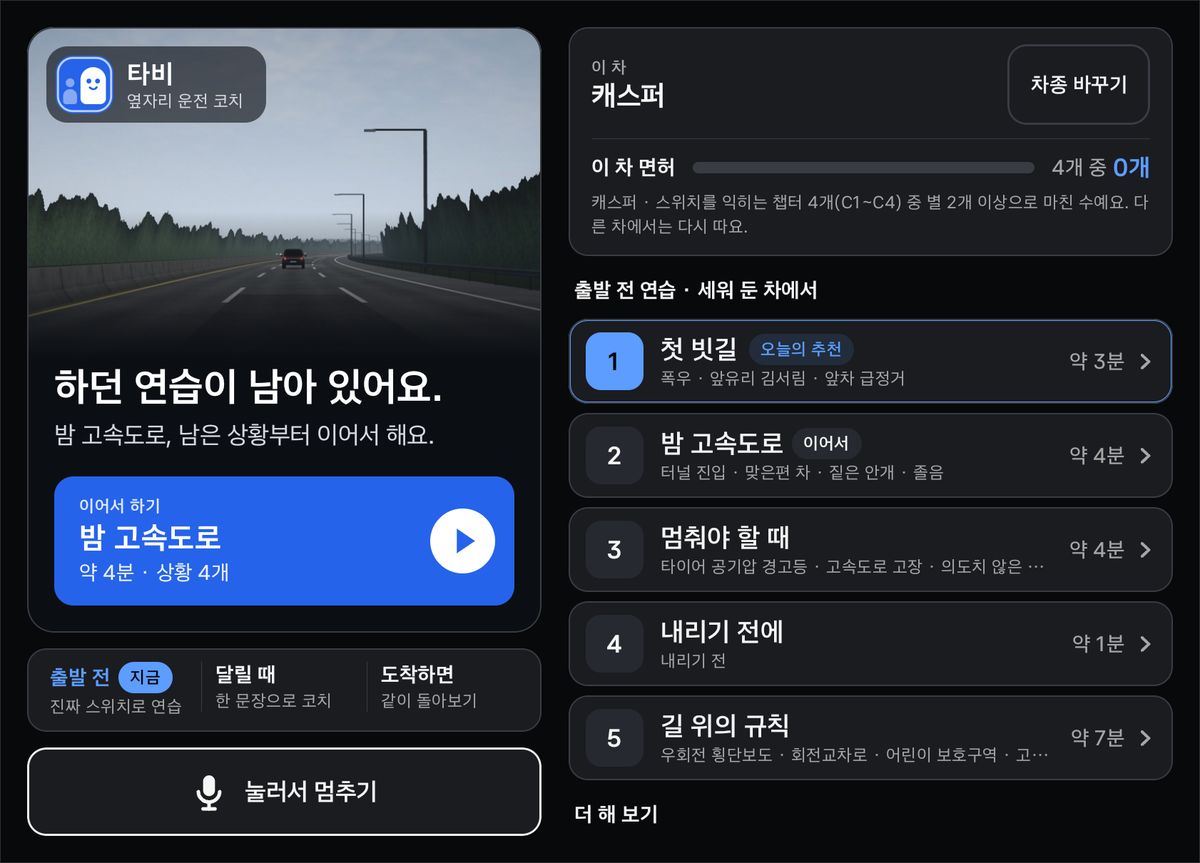 타비
옆자리 운전 코치
하던 연습이 남아 있어요.
밤 고속도로, 남은 상황부터 이어서 해요.
이어서 하기
밤 고속도로
약 4분 · 상황 4개
출발 전 지금
진짜 스위치로 연습
달릴 때
한 문장으로 코치
도착하면
같이 돌아보기
눌러서 멈추기
이 차
캐스퍼
차종 바꾸기
이 차 면허 4개 중 0개
캐스퍼 · 스위치를 익히는 챕터 4개(C1~C4) 중 별 2개 이상으로 마친 수예요. 다
른 차에서는 다시 따요.
출발 전 연습 · 세워 둔 차에서
1
첫 빗길 오늘의 추천
폭우 · 앞유리 김서림 · 앞차 급정거
약 3분
2
밤 고속도로 이어서
터널 진입 · 맞은편 차 · 짙은 안개 · 졸음
약 4분
3
멈춰야 할 때
타이어 공기압 경고등 · 고속도로 고장 · 의도치 않은 ···
약 4분
4
내리기 전에
내리기 전
약 1분
5
길 위의 규칙
우회전 횡단보도 · 회전교차로 · 어린이 보호구역 · 고···
약 7분
더 해 보기